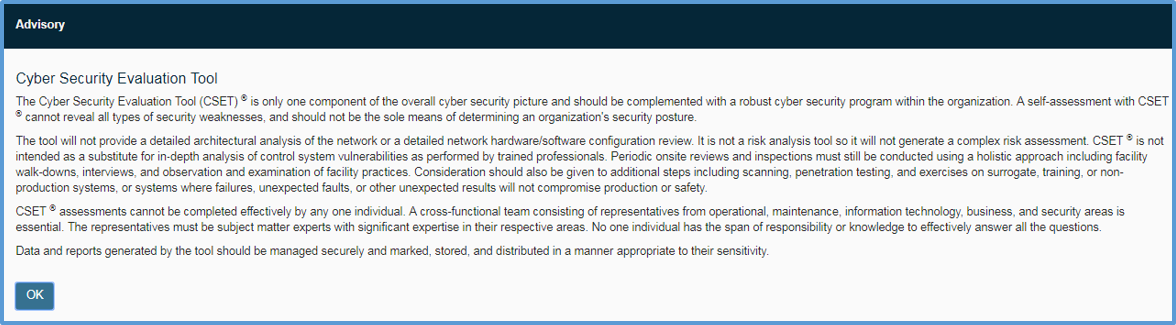 Advisory
Cyber Security Evaluation Tool
The Cyber Security Evaluation Tool (CSET) ® is only one component of the overall cyber security picture and should be complemented with a robust cyber security program within the organization. A self-assessment with CSET
® cannot reveal all types of security weaknesses, and should not be the sole means of determining an organization's security posture.
The tool will not provide a detailed architectural analysis of the network or a detailed network hardware/software configuration review. It is not a risk analysis tool so it will not generate a complex risk assessment. CSET ® is not
intended as a substitute for in-depth analysis of control system vulnerabilities as performed by trained professionals. Periodic onsite reviews and inspections must still be conducted using a holistic approach including facility
walk-downs, interviews, and observation and examination of facility practices. Consideration should also be given to additional steps including scanning, penetration testing, and exercises on surrogate, training, or non-
production systems, or systems where failures, unexpected faults, or other unexpected results will not compromise production or safety.
CSET ® assessments cannot be completed effectively by any one individual. A cross-functional team consisting of representatives from operational, maintenance, information technology, business, and security areas is
essential. The representatives must be subject matter experts with significant expertise in their respective areas. No one individual has the span of responsibility or knowledge to effectively answer all the questions.
Data and reports generated by the tool should be managed securely and marked, stored, and distributed in a manner appropriate to their sensitivity.
OK